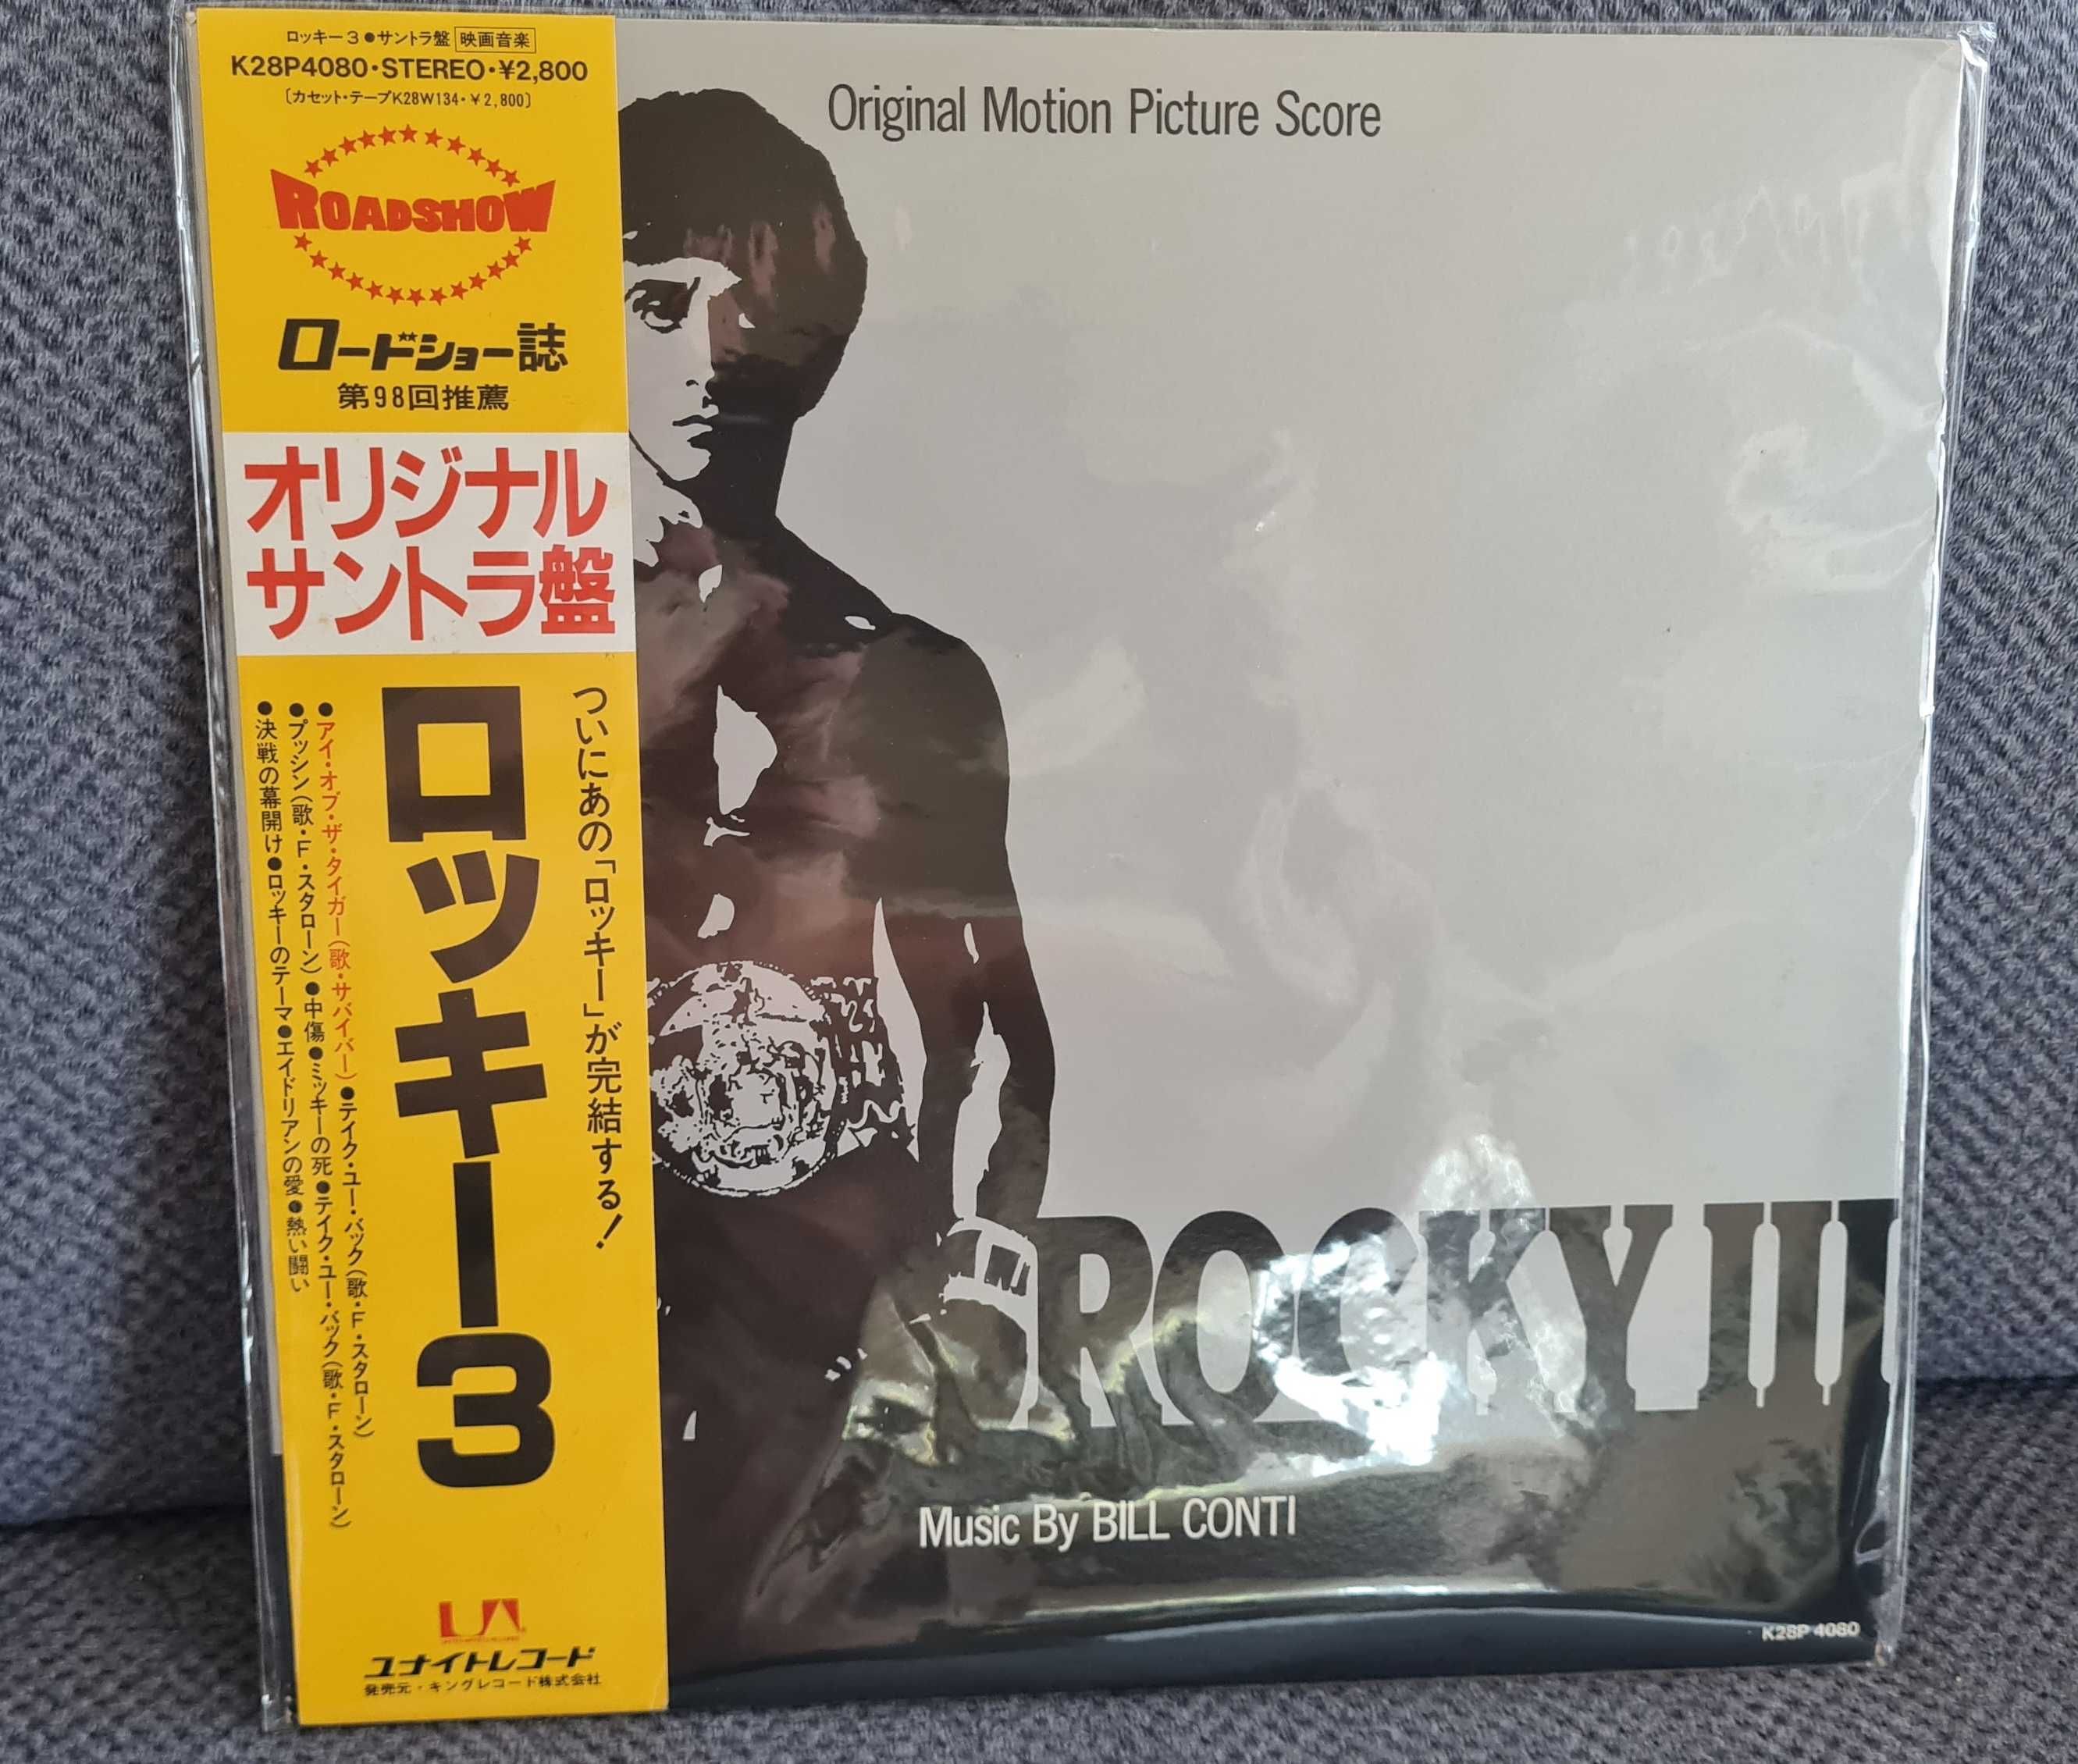 ロッキー3●サントラ盤 映画音楽
K28P4080・STEREO・¥2,800
〔カセット・テープK28W134・¥2,800〕
ROADSHOW
ロードショー誌
第98回推薦
オリジナル
サントラ盤
ついにあの「ロッキー」が完結する!
ロッキー3
●アイ・オブ・ザ・タイガー(歌・サバイバー)●テイク・ユー・バック(歌・F・スタローン)
●プッシン(歌・F・スタローン)●中傷●ミッキーの死●テイク・ユー・バック(歌・F・スタローン)
●決戦の幕開け●ロッキーのテーマ●エイドリアンの愛●熱い闘い
UA
ユナイトレコード
発売元・キングレコード株式会社
Original Motion Picture Score
ROCKY III
Music By BILL CONTI
K28P 4080